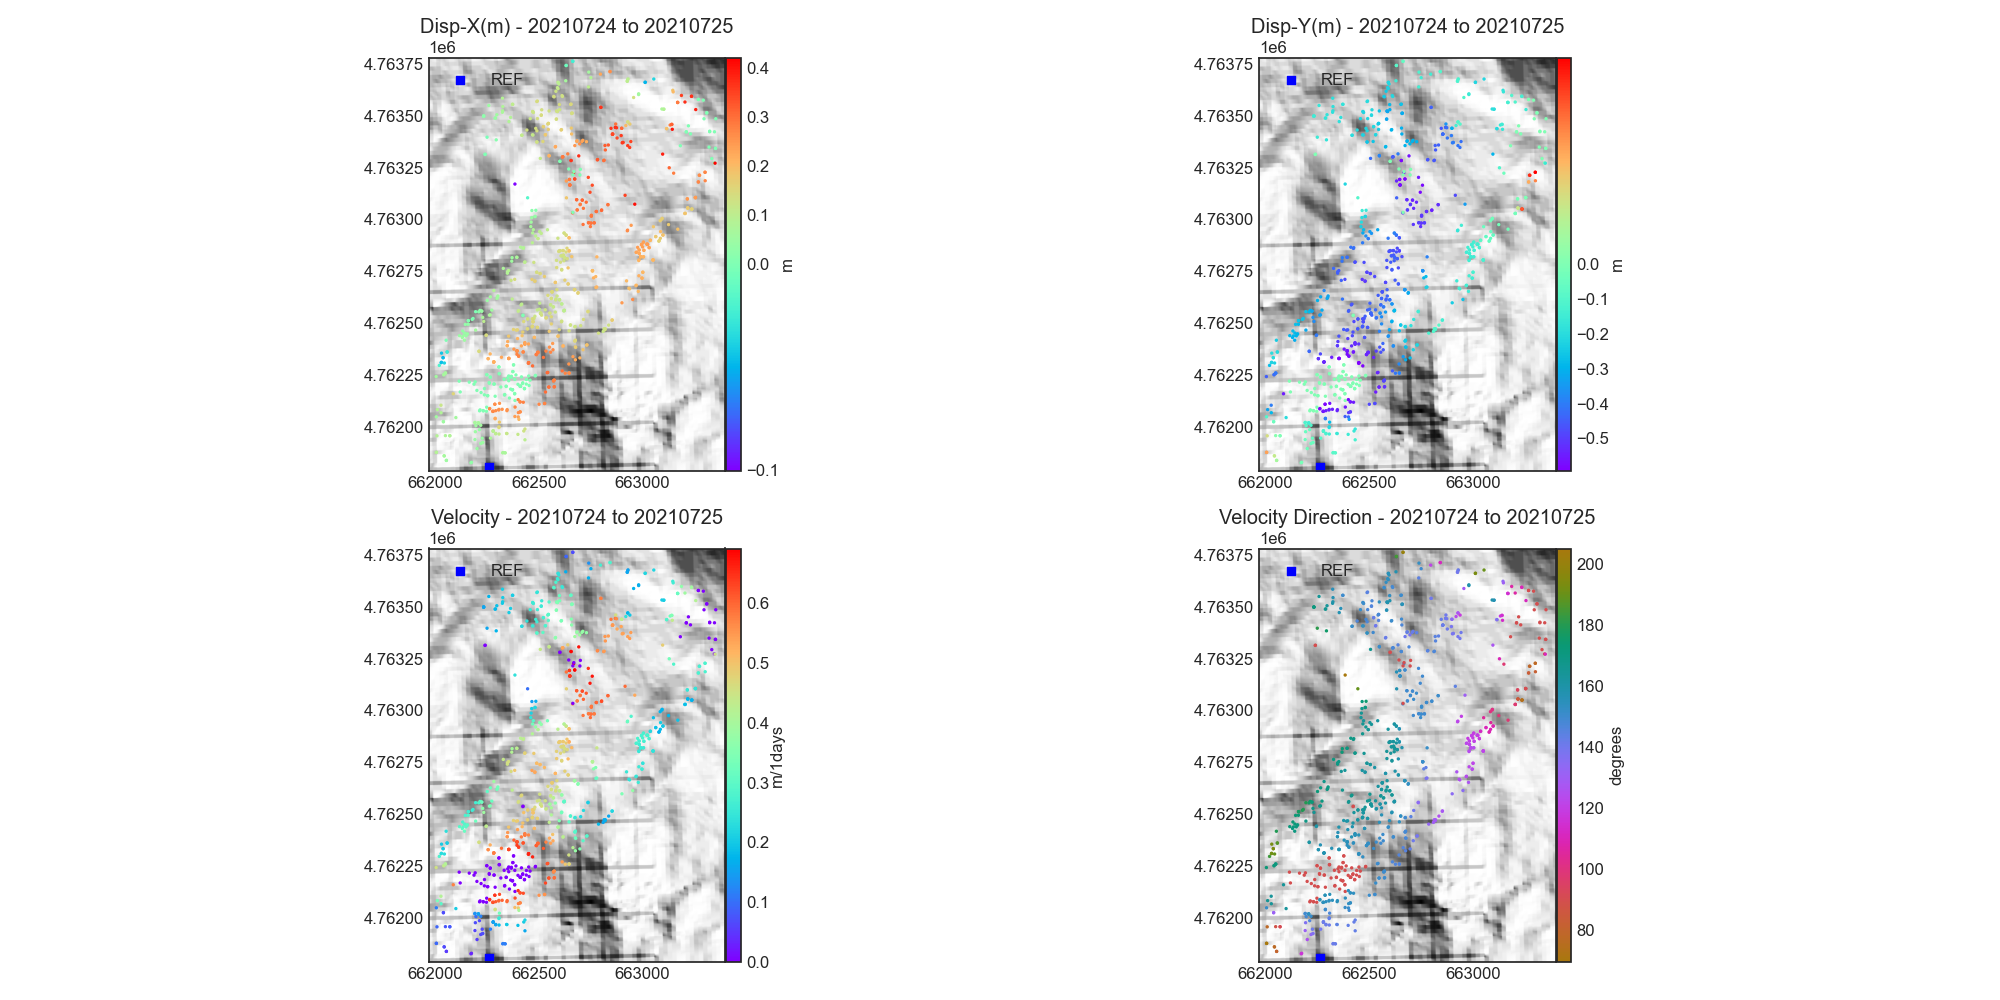 Disp-X(m) - 20210724 to 20210725
1e6
REF
4.76375
4.76350
4.76325
4.76300
4.76275
4.76250
4.76225
4.76200
662000 662500 663000
0.4
0.3
0.2
0.1
0.0
−0.1
m
Disp-Y(m) - 20210724 to 20210725
1e6
REF
4.76375
4.76350
4.76325
4.76300
4.76275
4.76250
4.76225
4.76200
662000 662500 663000
0.0
−0.1
−0.2
−0.3
−0.4
−0.5
m
Velocity - 20210724 to 20210725
1e6
REF
4.76375
4.76350
4.76325
4.76300
4.76275
4.76250
4.76225
4.76200
662000 662500 663000
0.6
0.5
0.4
0.3
0.2
0.1
0.0
m/1days
Velocity Direction - 20210724 to 20210725
1e6
REF
4.76375
4.76350
4.76325
4.76300
4.76275
4.76250
4.76225
4.76200
662000 662500 663000
200
180
160
140
120
100
80
degrees